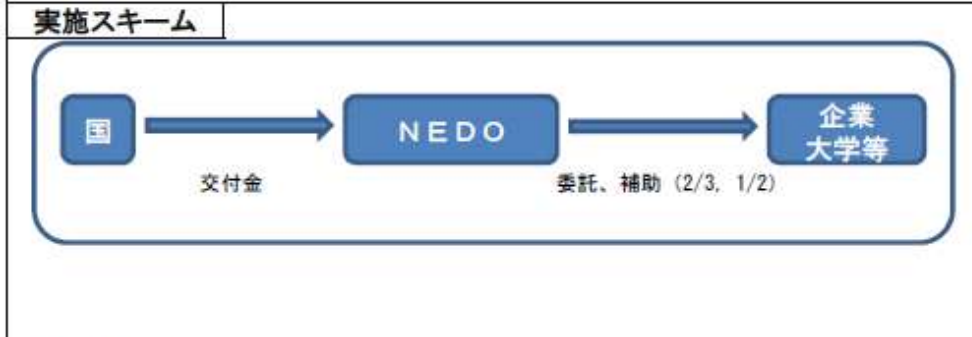 実施スキーム
国
ＮＥＤＯ
企業
大学等
交付金
委託、補助（2/3, 1/2）